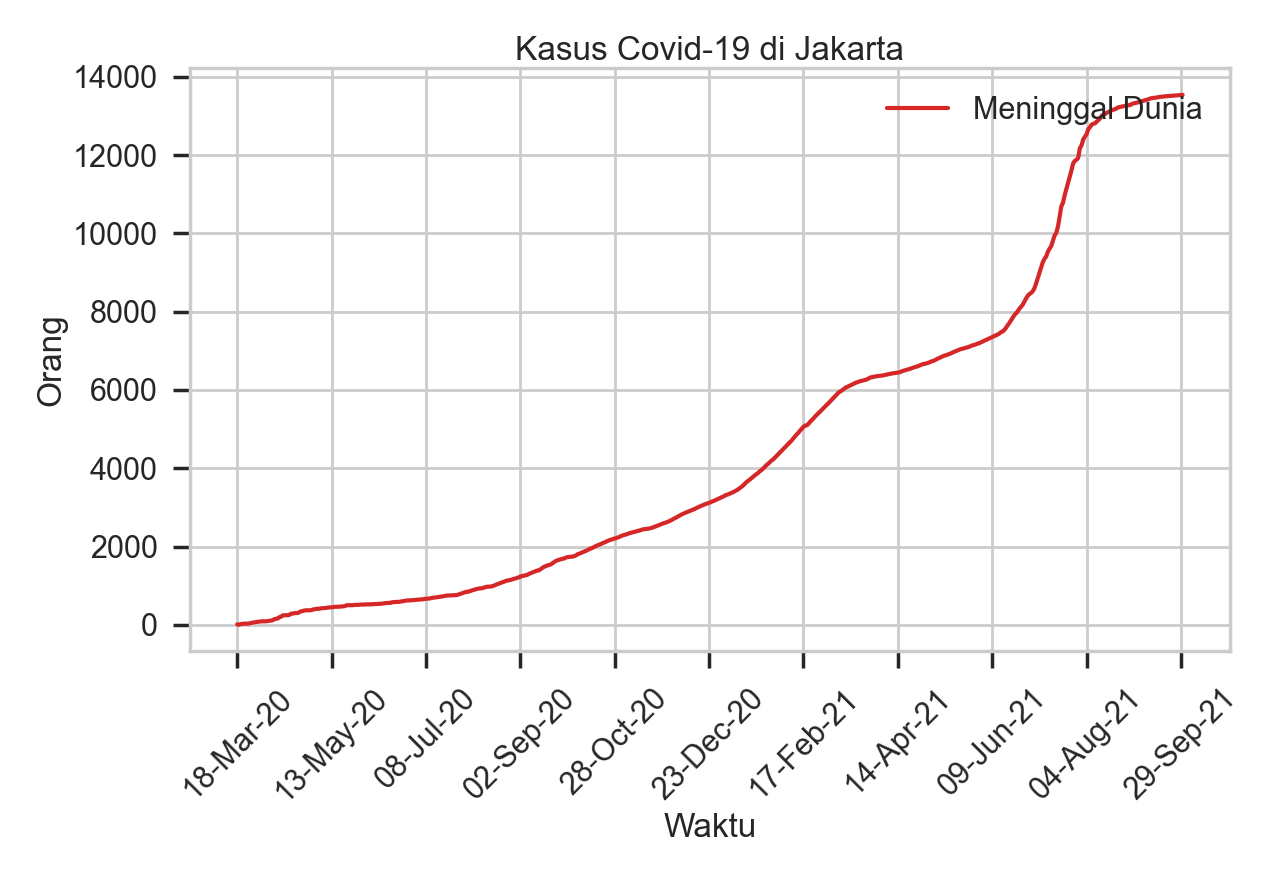 Kasus Covid-19 di Jakarta
Meninggal Dunia
14000
12000
10000
8000
6000
4000
2000
0
Orang
18-Mar-20
13-May-20
08-Jul-20
02-Sep-20
28-Oct-20
23-Dec-20
17-Feb-21
14-Apr-21
09-Jun-21
04-Aug-21
29-Sep-21
Waktu